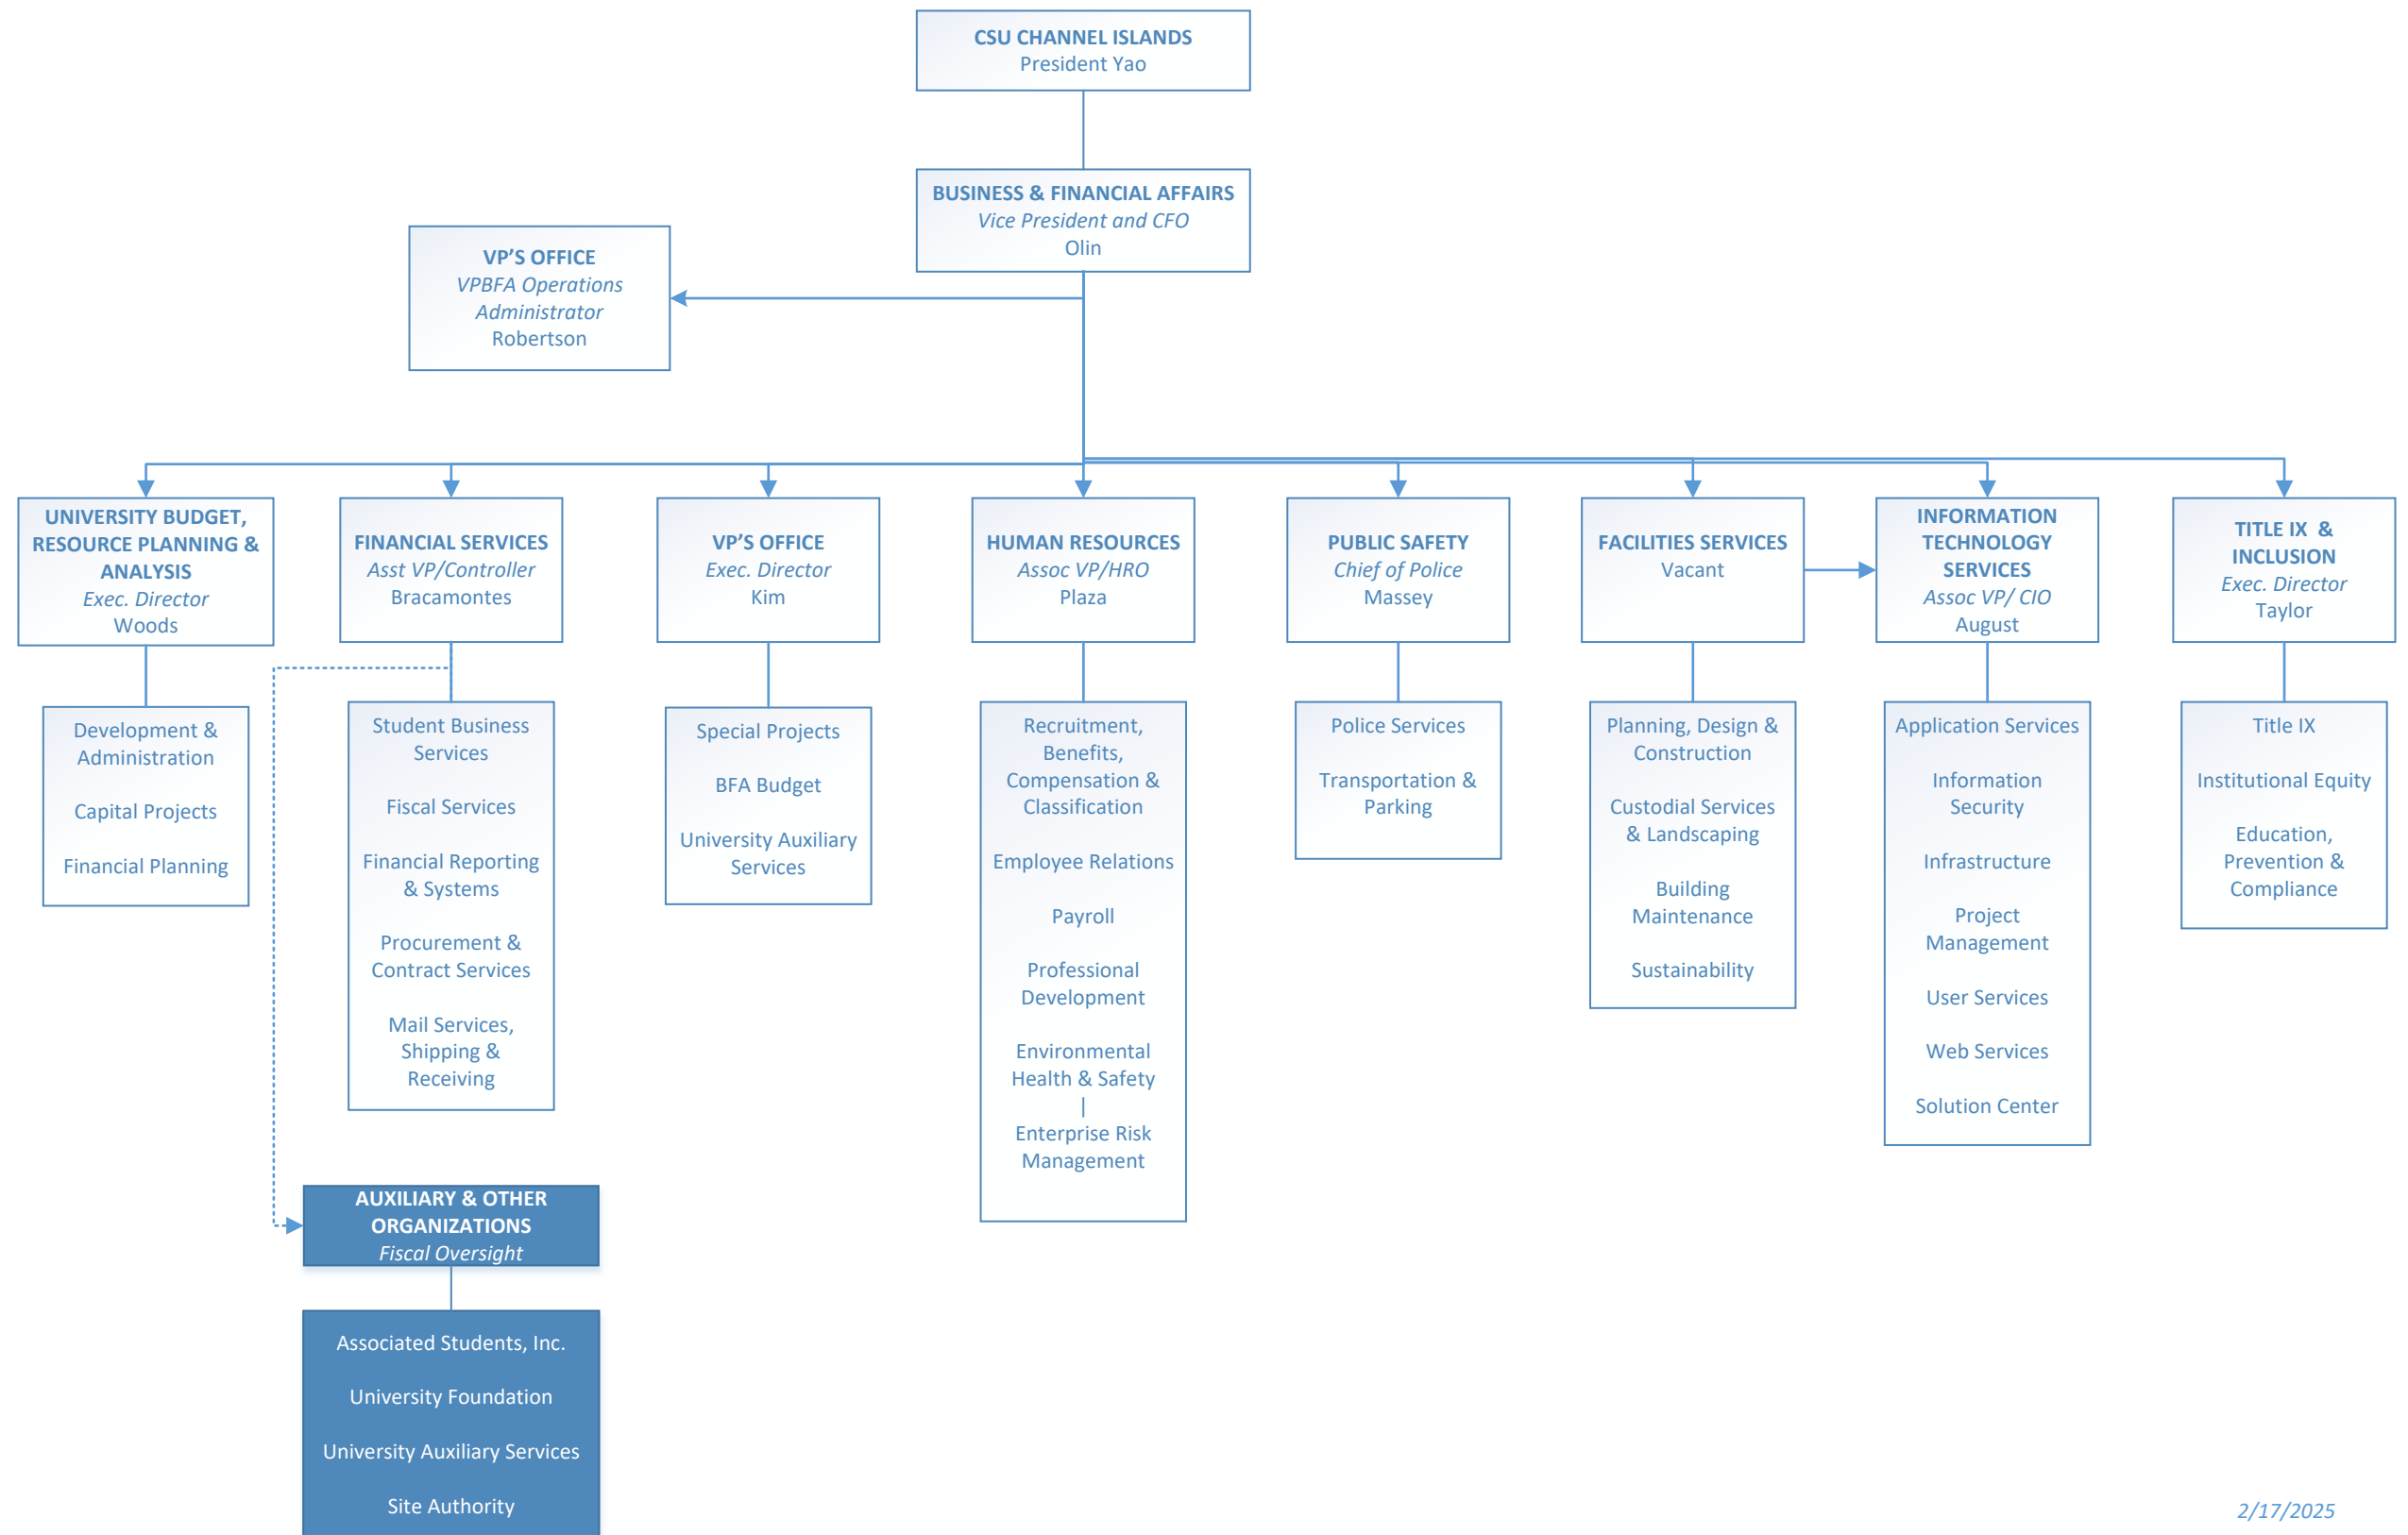 CSU CHANNEL ISLANDS
President Yao
BUSINESS & FINANCIAL AFFAIRS
Vice President and CFO
Olin
VP’S OFFICE
VPBFA Operations
Administrator
Robertson
UNIVERSITY BUDGET,
RESOURCE PLANNING &
ANALYSIS
Exec. Director
Woods
FINANCIAL SERVICES
Asst VP/Controller
Bracamontes
VP’S OFFICE
Exec. Director
Kim
HUMAN RESOURCES
Assoc VP/HRO
Plaza
PUBLIC SAFETY
Chief of Police
Massey
FACILITIES SERVICES
Vacant
INFORMATION
TECHNOLOGY
SERVICES
Assoc VP/ CIO
August
TITLE IX &
INCLUSION
Exec. Director
Taylor
Development &
Administration
Capital Projects
Financial Planning
Student Business
Services
Fiscal Services
Financial Reporting
& Systems
Procurement &
Contract Services
Mail Services,
Shipping &
Receiving
Special Projects
BFA Budget
University Auxiliary
Services
Recruitment,
Benefits,
Compensation &
Classification
Employee Relations
Payroll
Professional
Development
Environmental
Health & Safety
|
Enterprise Risk
Management
Police Services
Transportation &
Parking
Planning, Design &
Construction
Custodial Services
& Landscaping
Building
Maintenance
Sustainability
Application Services
Information
Security
Infrastructure
Project
Management
User Services
Web Services
Solution Center
Title IX
Institutional Equity
Education,
Prevention &
Compliance
AUXILIARY & OTHER
ORGANIZATIONS
Fiscal Oversight
Associated Students, Inc.
University Foundation
University Auxiliary Services
Site Authority
2/17/2025